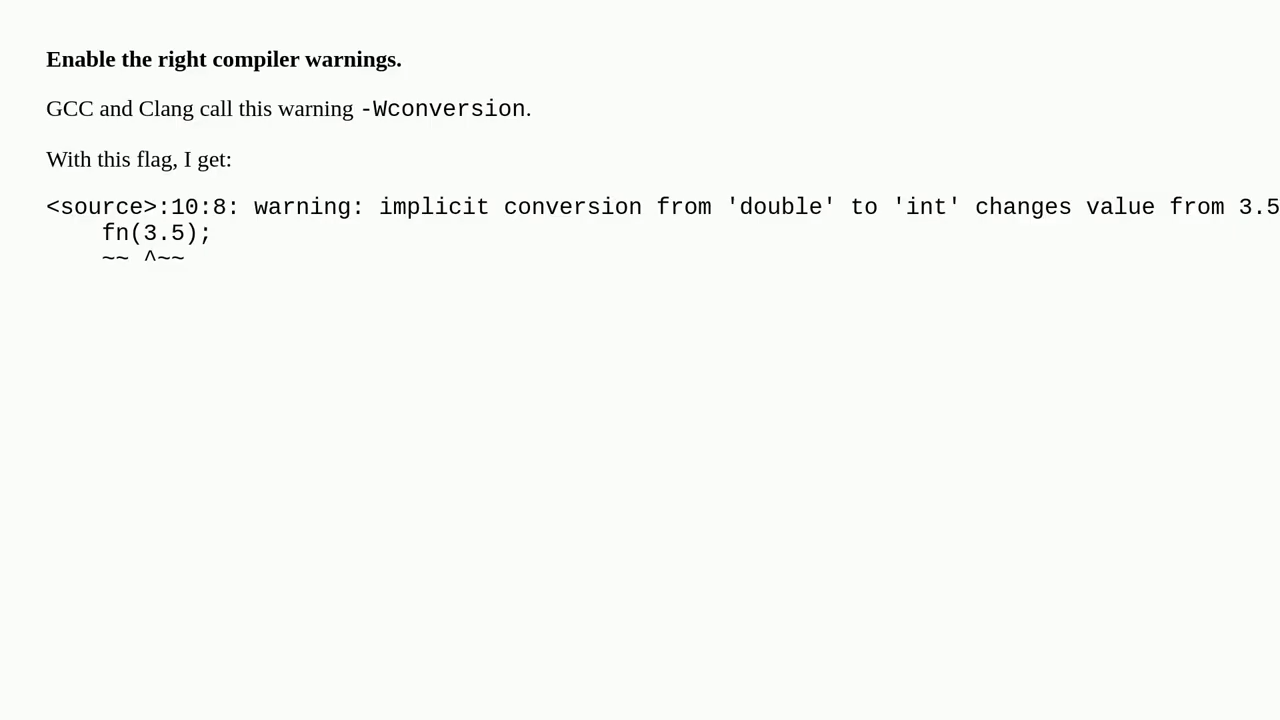 Enable the right compiler warnings.
GCC and Clang call this warning -Wconversion.
With this flag, I get:
<source>:10:8: warning: implicit conversion from 'double' to 'int' changes value from 3.5
    fn(3.5);
    ~~ ^~~